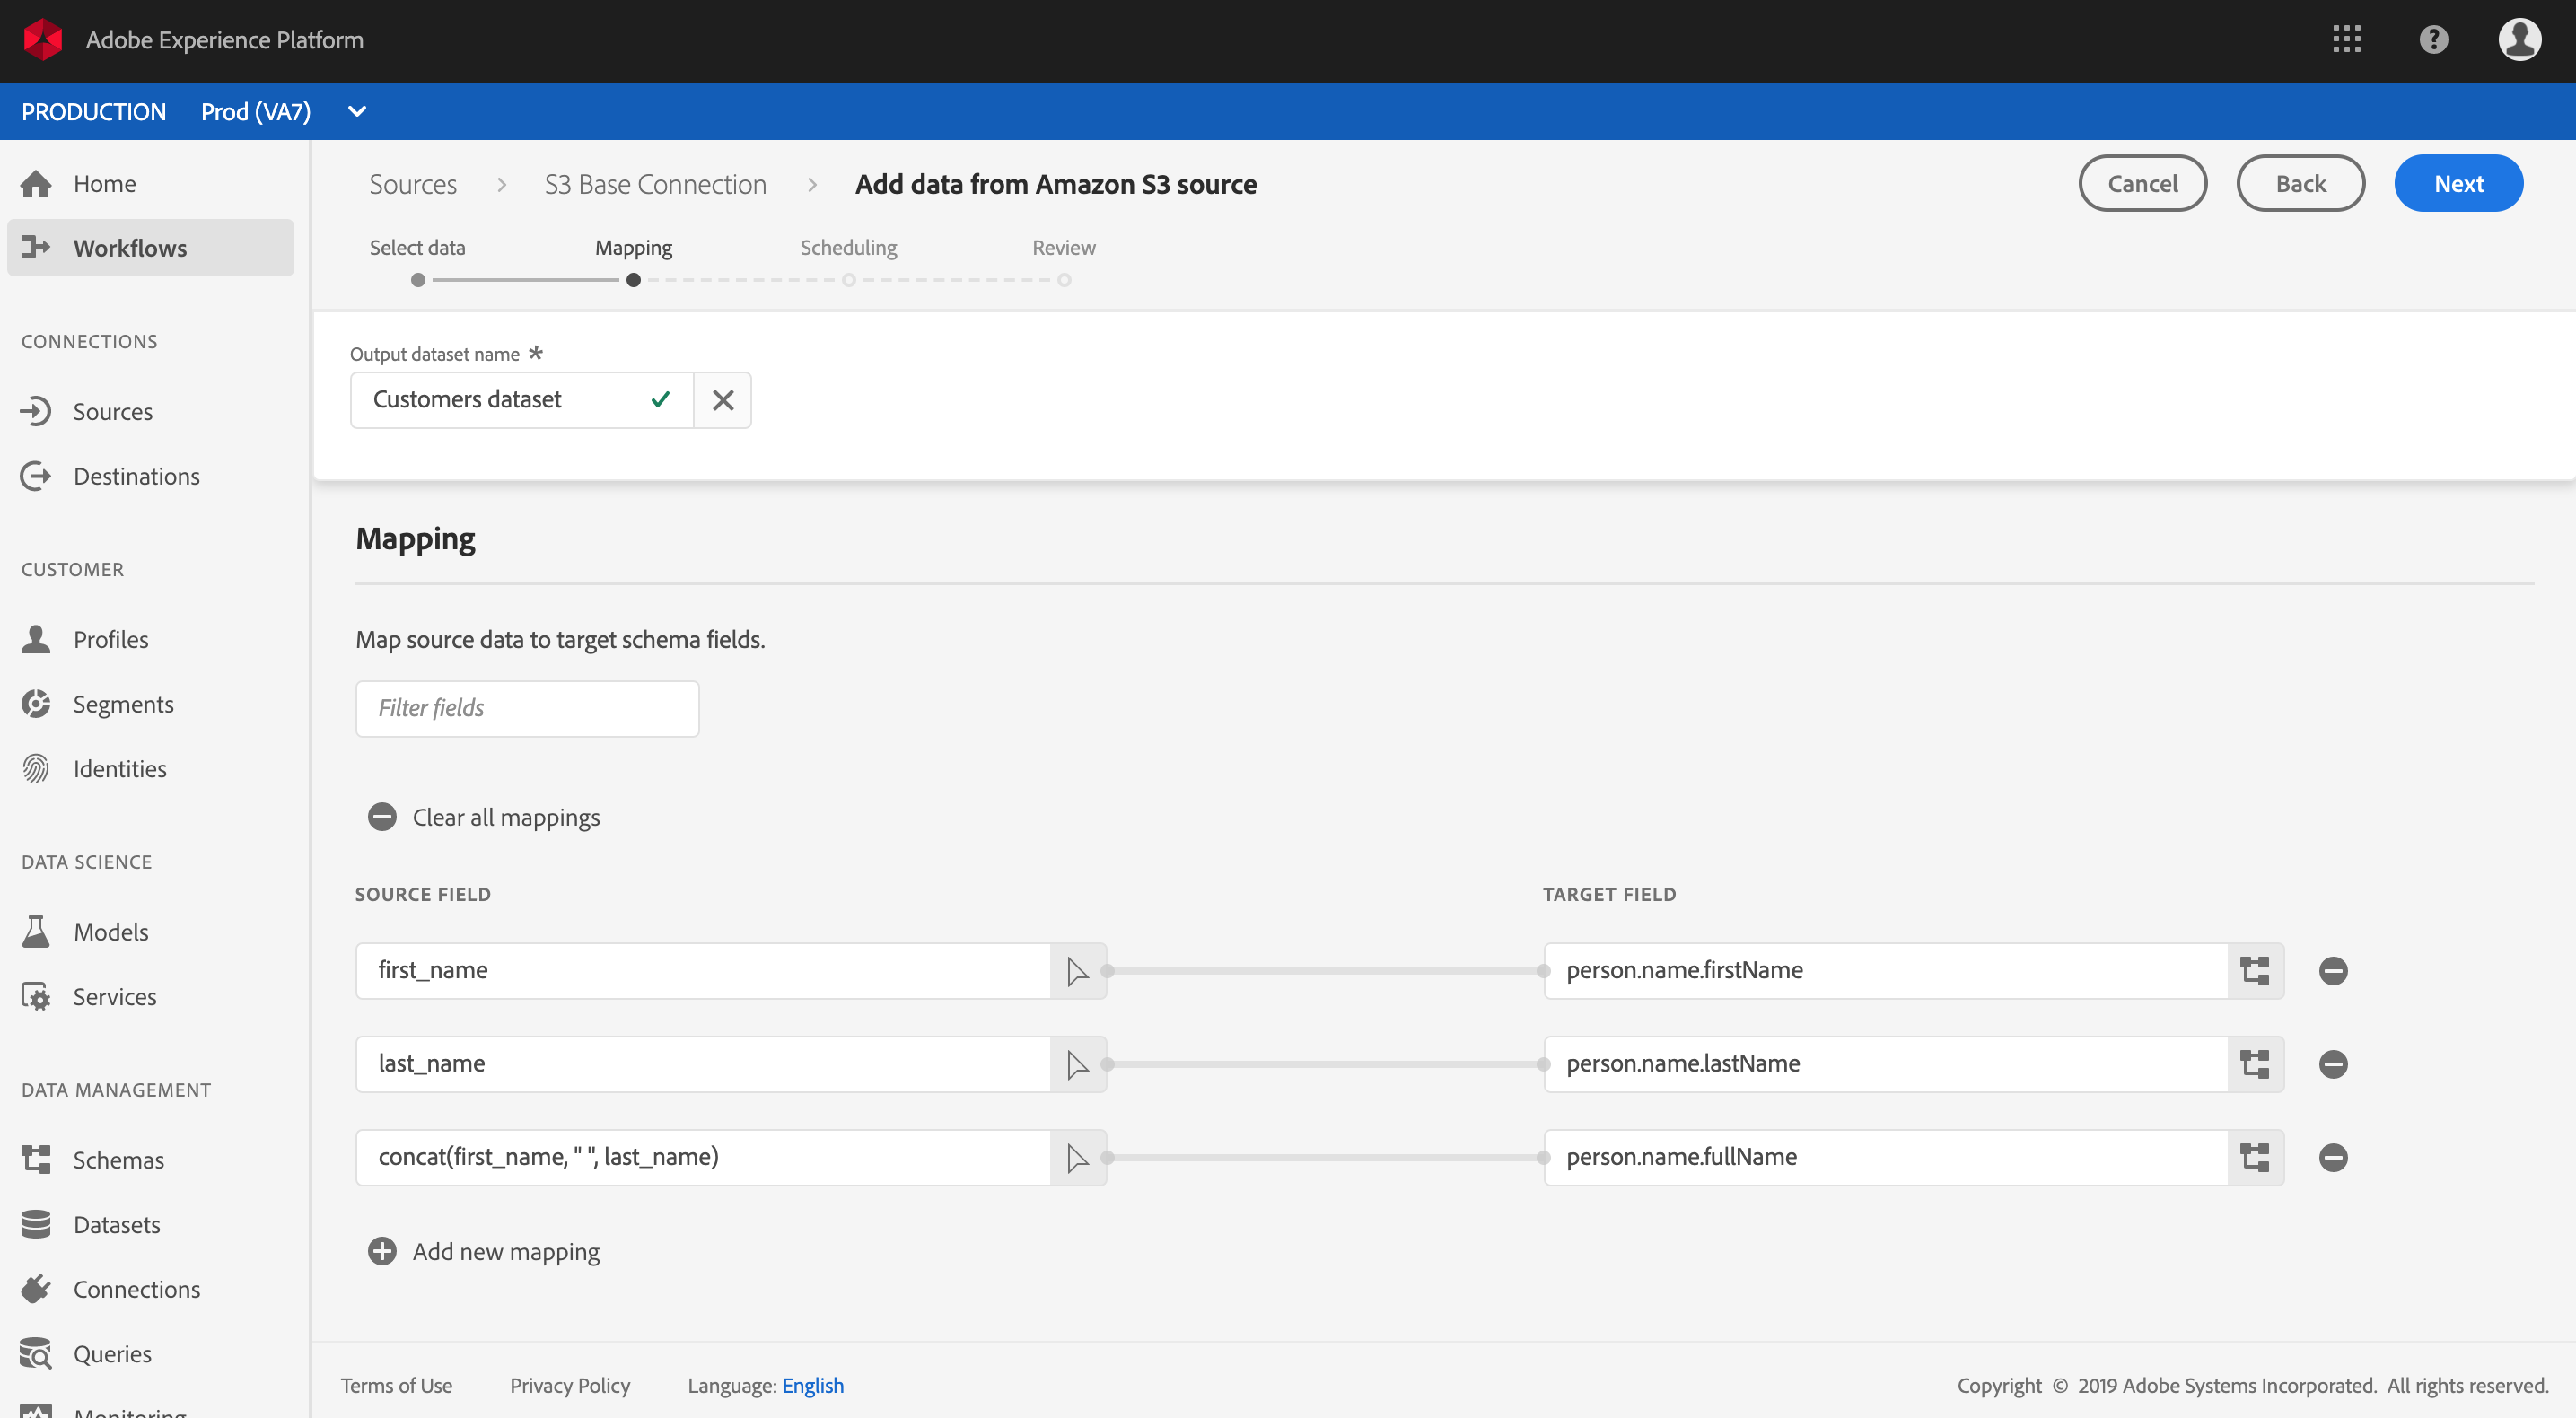 Adobe Experience Platform
PRODUCTION Prod (VA7)
Home
Workflows
CONNECTIONS
Sources
Destinations
CUSTOMER
Profiles
Segments
Identities
DATA SCIENCE
Models
Services
DATA MANAGEMENT
Schemas
Datasets
Connections
Queries
Monitoring
Sources > S3 Base Connection > Add data from Amazon S3 source
Cancel Back Next
Select data Mapping Scheduling Review
Output dataset name *
Customers dataset
Mapping
Map source data to target schema fields.
Filter fields
Clear all mappings
SOURCE FIELD TARGET FIELD
first_name person.name.firstName
last_name person.name.lastName
concat(first_name, " ", last_name) person.name.fullName
Add new mapping
Terms of Use Privacy Policy Language: English Copyright © 2019 Adobe Systems Incorporated. All rights reserved.